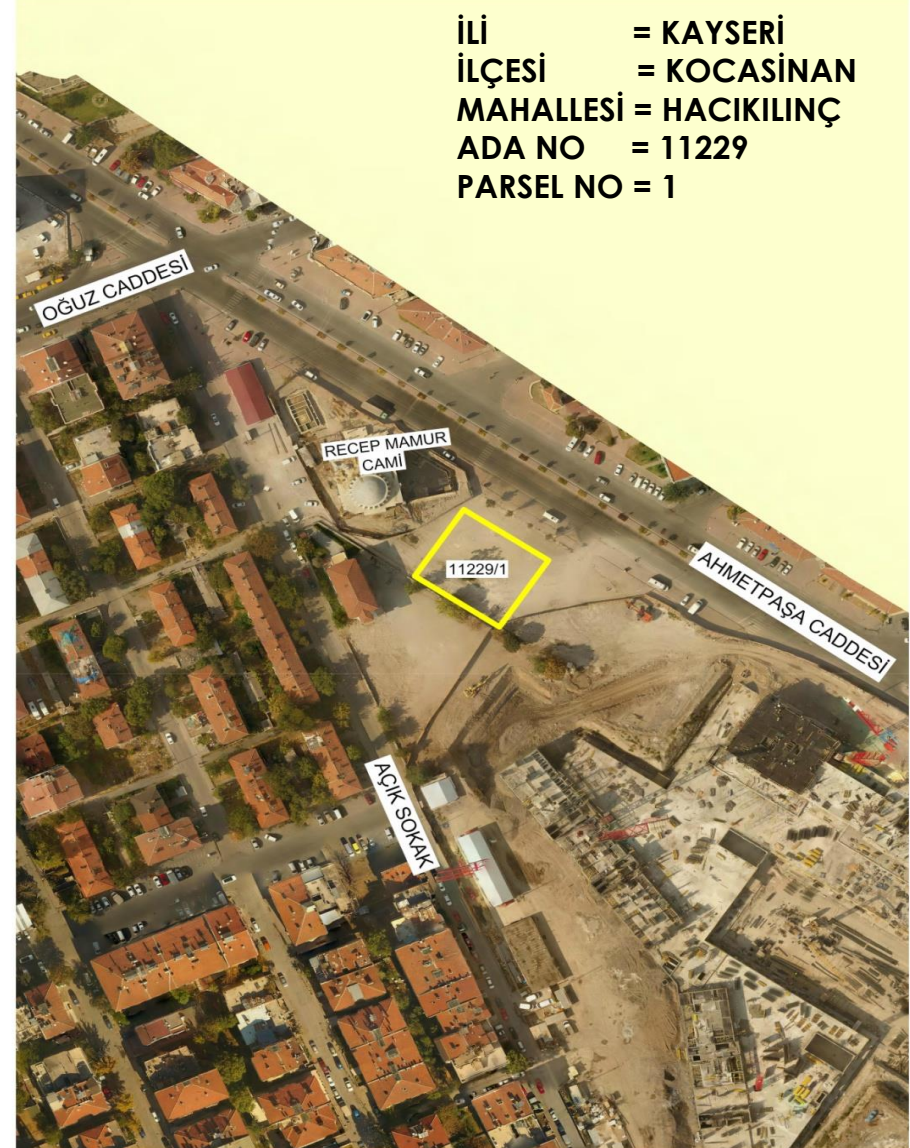 İLİ = KAYSERİ
İLÇESİ = KOCASİNAN
MAHALLESİ = HACIKILINÇ
ADA NO = 11229
PARSEL NO = 1
OĞUZ CADDESİ
RECEP MAMUR
CAMİ
11229/1
AHMETPAŞA CADDESİ
AÇIK SOKAK